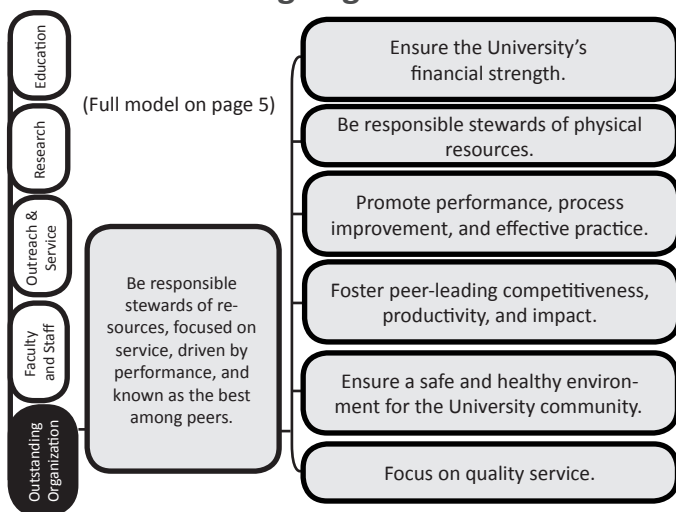 Education
(Full model on page 5)
Research
Outreach &
Service
Faculty
and Staff
Outstanding
Organization
Be responsible
stewards of re-
sources, focused on
service, driven by
performance, and
known as the best
among peers.
Ensure the University's
financial strength.
Be responsible stewards of physical
resources.
Promote performance, process
improvement, and effective practice.
Foster peer-leading competitiveness,
productivity, and impact.
Ensure a safe and healthy environ-
ment for the University community.
Focus on quality service.